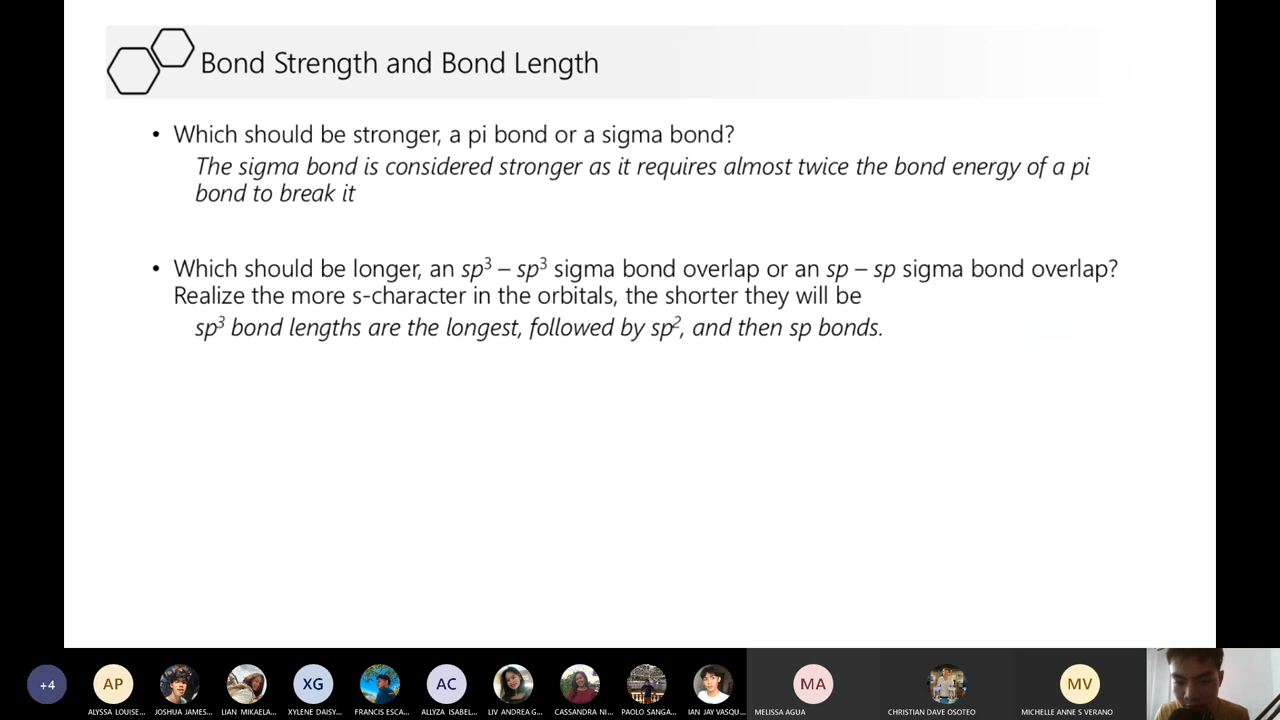 Bond Strength and Bond Length
• Which should be stronger, a pi bond or a sigma bond?
The sigma bond is considered stronger as it requires almost twice the bond energy of a pi
bond to break it
• Which should be longer, an sp³ – sp³ sigma bond overlap or an sp – sp sigma bond overlap?
Realize the more s-character in the orbitals, the shorter they will be
sp³ bond lengths are the longest, followed by sp², and then sp bonds.
+4 AP XG AC MA MV
ALYSSA LOUISE... JOSHUA JAMES... LIAN MIKAELA... XYLENE DAISY... FRANCIS ESCA... ALLYZA ISABEL... LIV ANDREA G... CASSANDRA NI... PAOLO SANGA... IAN JAY VASQU... MELISSA AGUA CHRISTIAN DAVE OSOTEO MICHELLE ANNE S VERANO